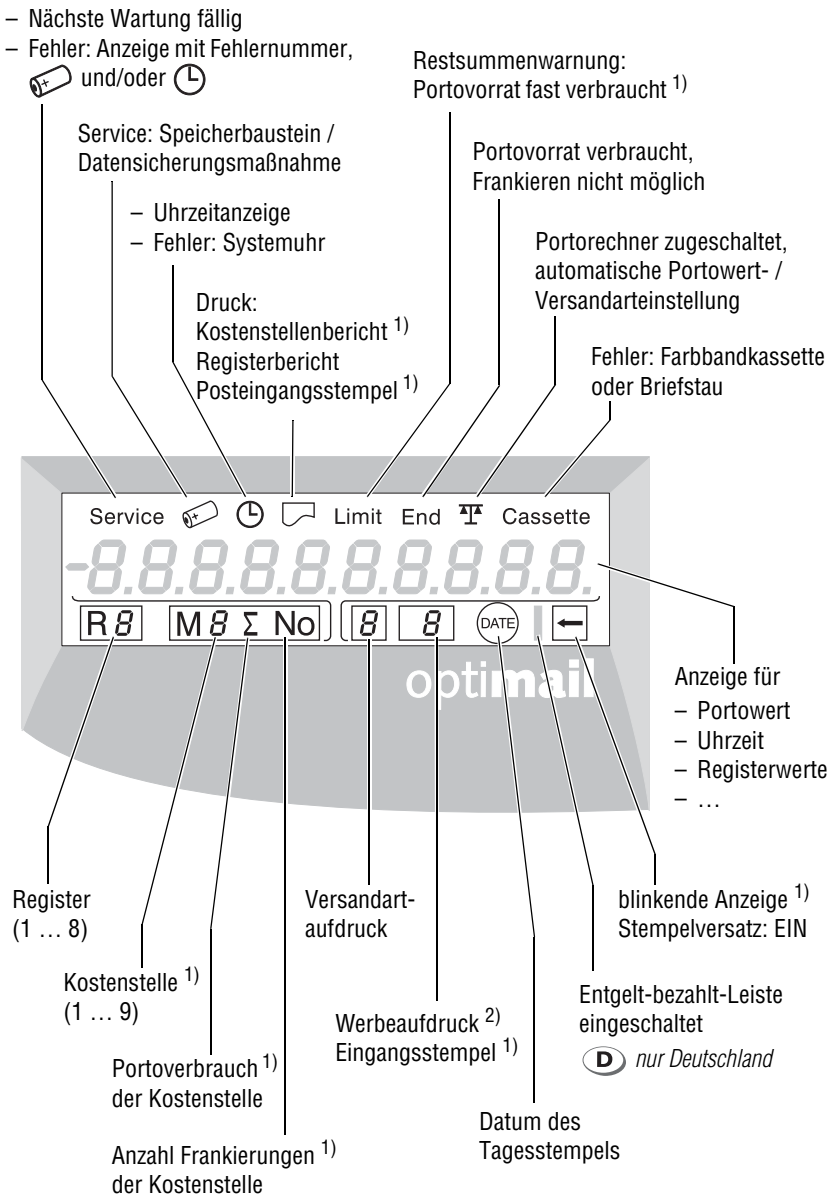 – Nächste Wartung fällig
– Fehler: Anzeige mit Fehlernummer,
und/oder
Service: Speicherbaustein /
Datensicherungsmaßnahme
– Uhrzeitanzeige
– Fehler: Systemuhr
Druck:
Kostenstellenbericht 1)
Registerbericht
Posteingangsstempel 1)
Restsummenwarnung:
Portovorrat fast verbraucht 1)
Portovorrat verbraucht,
Frankieren nicht möglich
Portorechner zugeschaltet,
automatische Portowert- /
Versandarteinstellung
Fehler: Farbbandkassette
oder Briefstau
Service Limit End Cassette
-8.8.8.8.8.8.8.8.8.8.
R8 M8 Σ No 8 8 DATE ←
optimail
Anzeige für
– Portowert
– Uhrzeit
– Registerwerte
– …
Register
(1 … 8)
Kostenstelle 1)
(1 … 9)
Portoverbrauch 1)
der Kostenstelle
Anzahl Frankierungen 1)
der Kostenstelle
Versandart-
aufdruck
Werbeaufdruck 2)
Eingangsstempel 1)
Datum des
Tagesstempels
blinkende Anzeige 1)
Stempelversatz: EIN
Entgelt-bezahlt-Leiste
eingeschaltet
D nur Deutschland